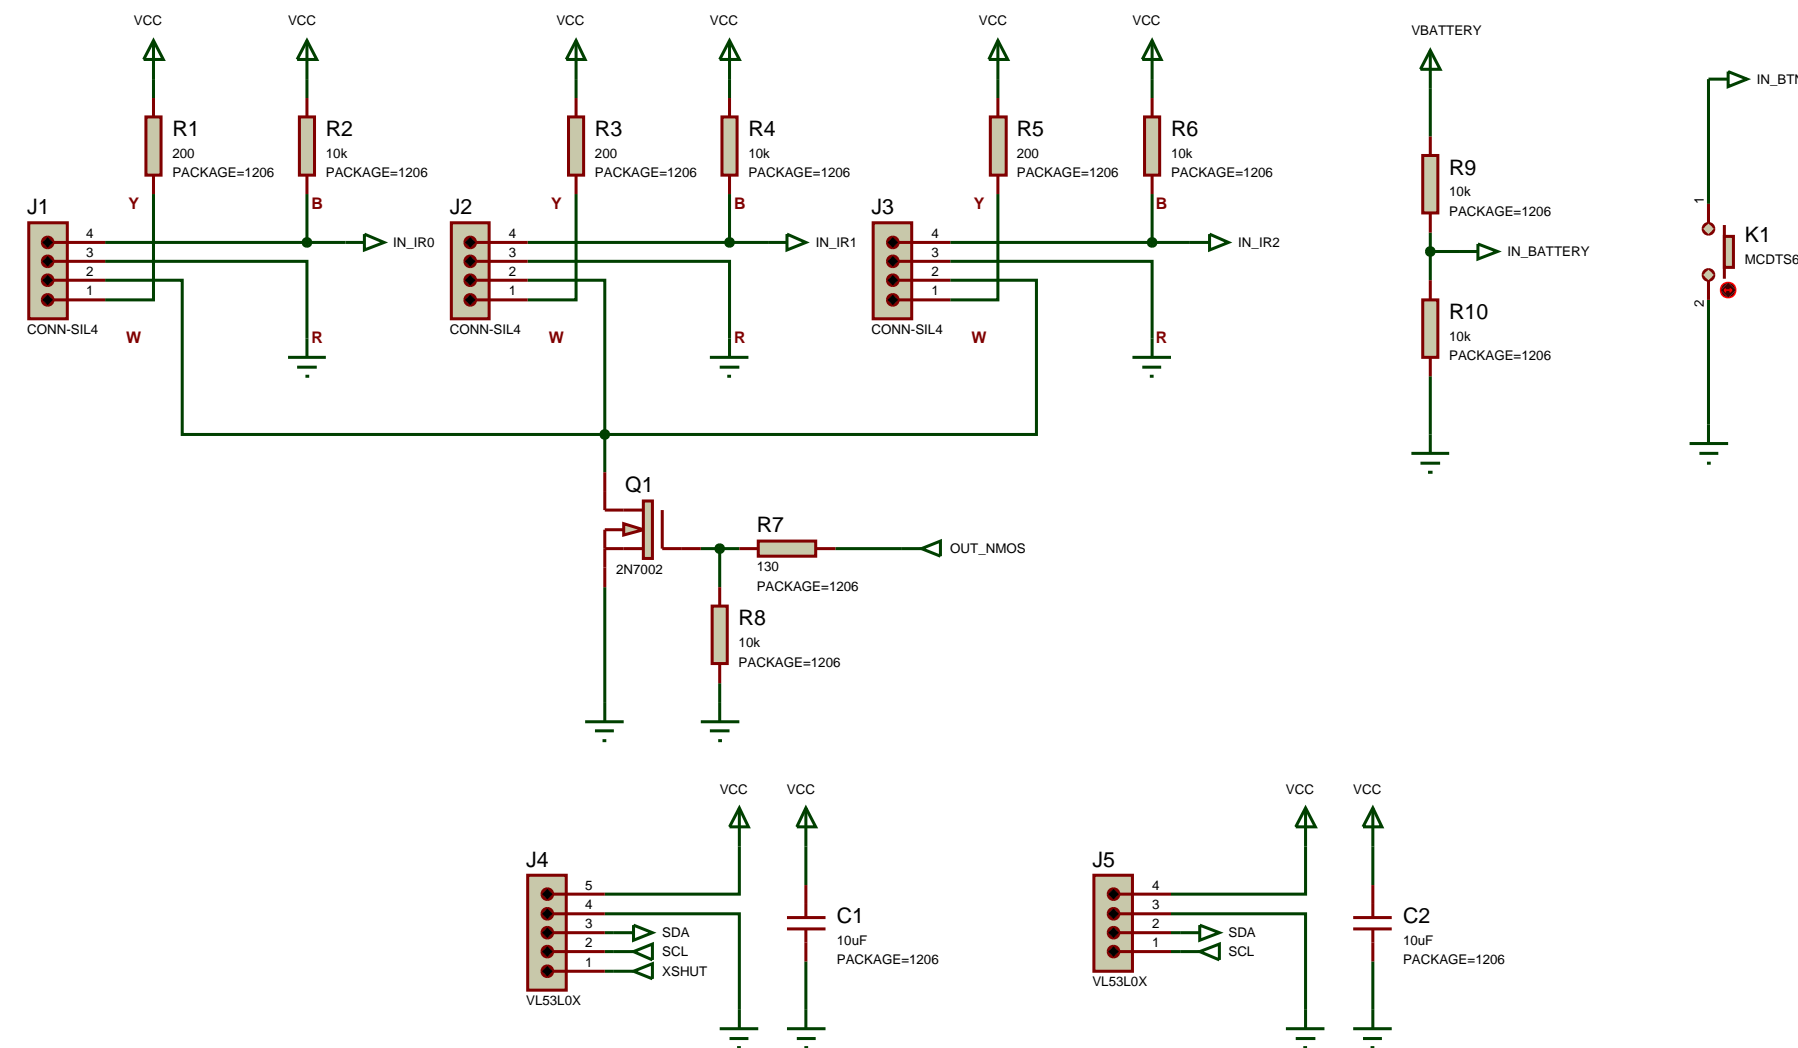 VCC
VCC
VCC
VCC
VCC
VCC
VBATTERY
IN_BTN
R1
200
PACKAGE=1206
R2
10k
PACKAGE=1206
R3
200
PACKAGE=1206
R4
10k
PACKAGE=1206
R5
200
PACKAGE=1206
R6
10k
PACKAGE=1206
R9
10k
PACKAGE=1206
J1
Y
B
4
3
2
1
IN_IR0
CONN-SIL4
W
R
J2
Y
B
4
3
2
1
IN_IR1
CONN-SIL4
W
R
J3
Y
B
4
3
2
1
IN_IR2
CONN-SIL4
W
R
IN_BATTERY
R10
10k
PACKAGE=1206
1
K1
MCDTS6
2
Q1
2N7002
R7
130
PACKAGE=1206
OUT_NMOS
R8
10k
PACKAGE=1206
VCC
VCC
J4
5
4
3
2
1
SDA
SCL
XSHUT
VL53L0X
C1
10uF
PACKAGE=1206
VCC
VCC
J5
4
3
2
1
SDA
SCL
VL53L0X
C2
10uF
PACKAGE=1206